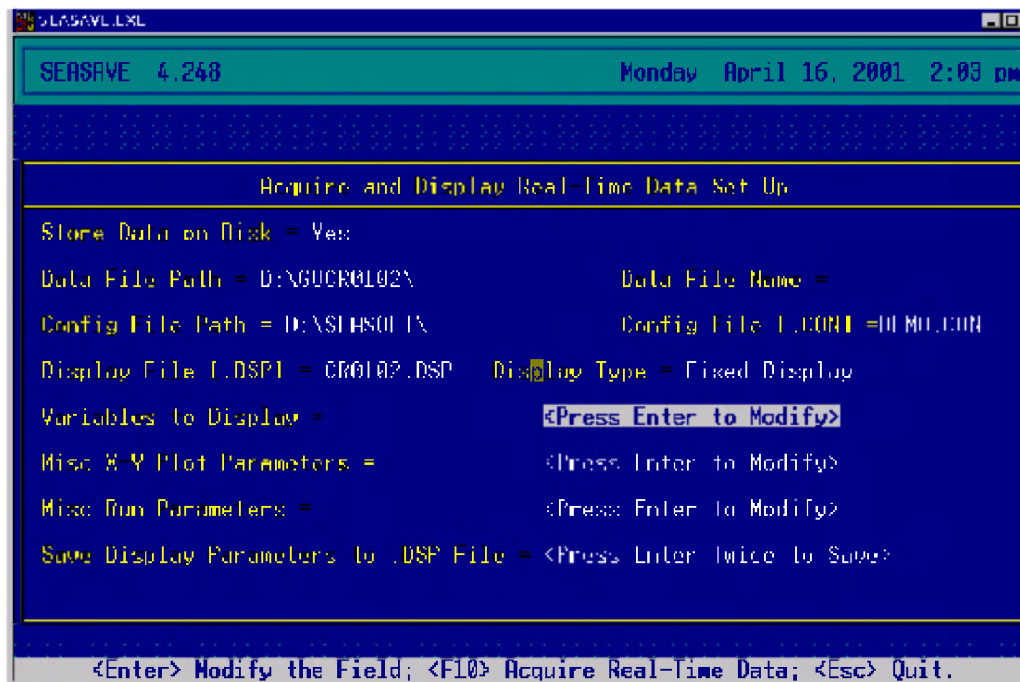 SEASAVE.EXE
SEASAVE 4.248 Monday April 16, 2001 2:03 pm
Acquire and Display Real-Time Data Set Up
Store Data on Disk = Yes
Data File Path = D:\GUCR0102\ Data File Name =
Config File Path = D:\SEASOFT\ Config File [.CON] =DEMO.CON
Display File [.DSP] = CR0102.DSP Display Type = Fixed Display
Variables to Display = <Press Enter to Modify>
Misc X-Y Plot Parameters = <Press Enter to Modify>
Misc Run Parameters = <Press Enter to Modify>
Save Display Parameters to .DSP File = <Press Enter Twice to Save>
<Enter> Modify the Field; <F10> Acquire Real-Time Data; <Esc> Quit.